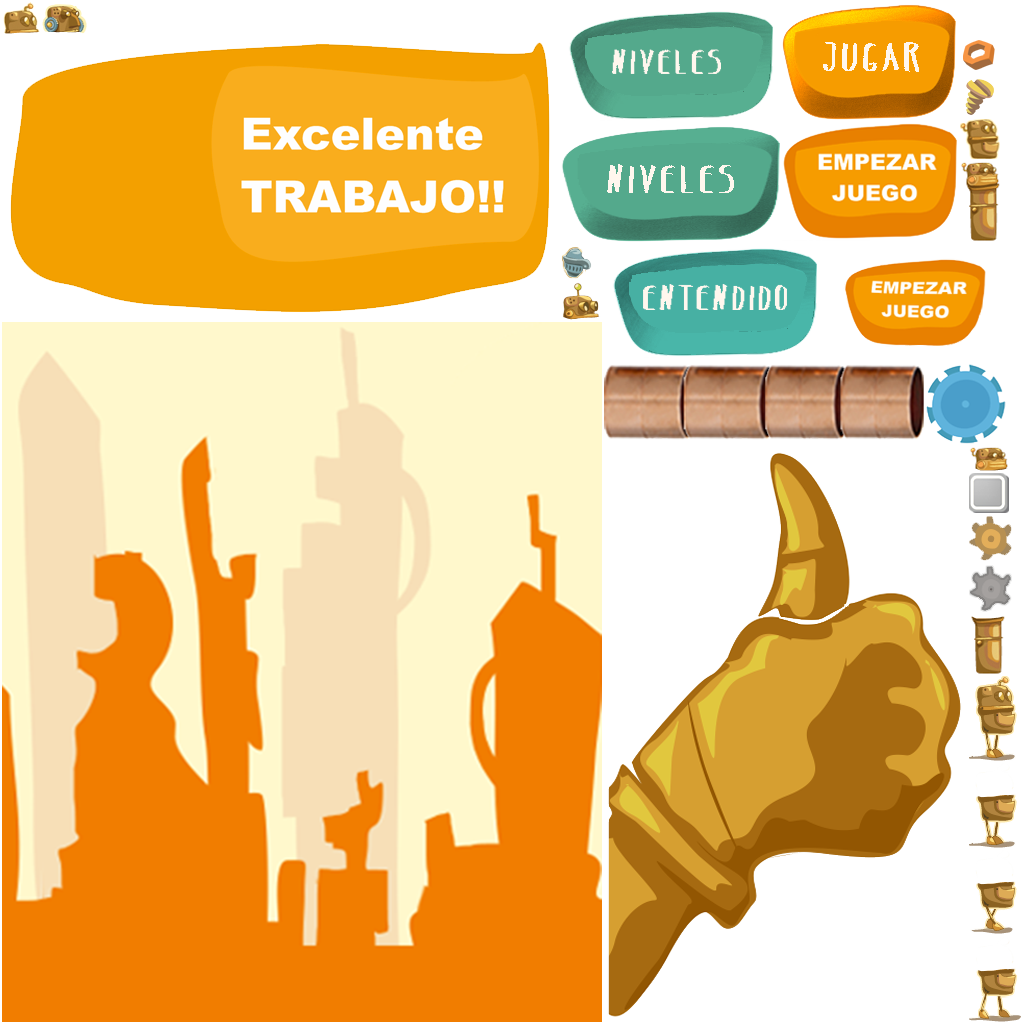 Excelente
TRABAJO!!
NIVELES
JUGAR
NIVELES
EMPEZAR
JUEGO
ENTENDIDO
EMPEZAR
JUEGO